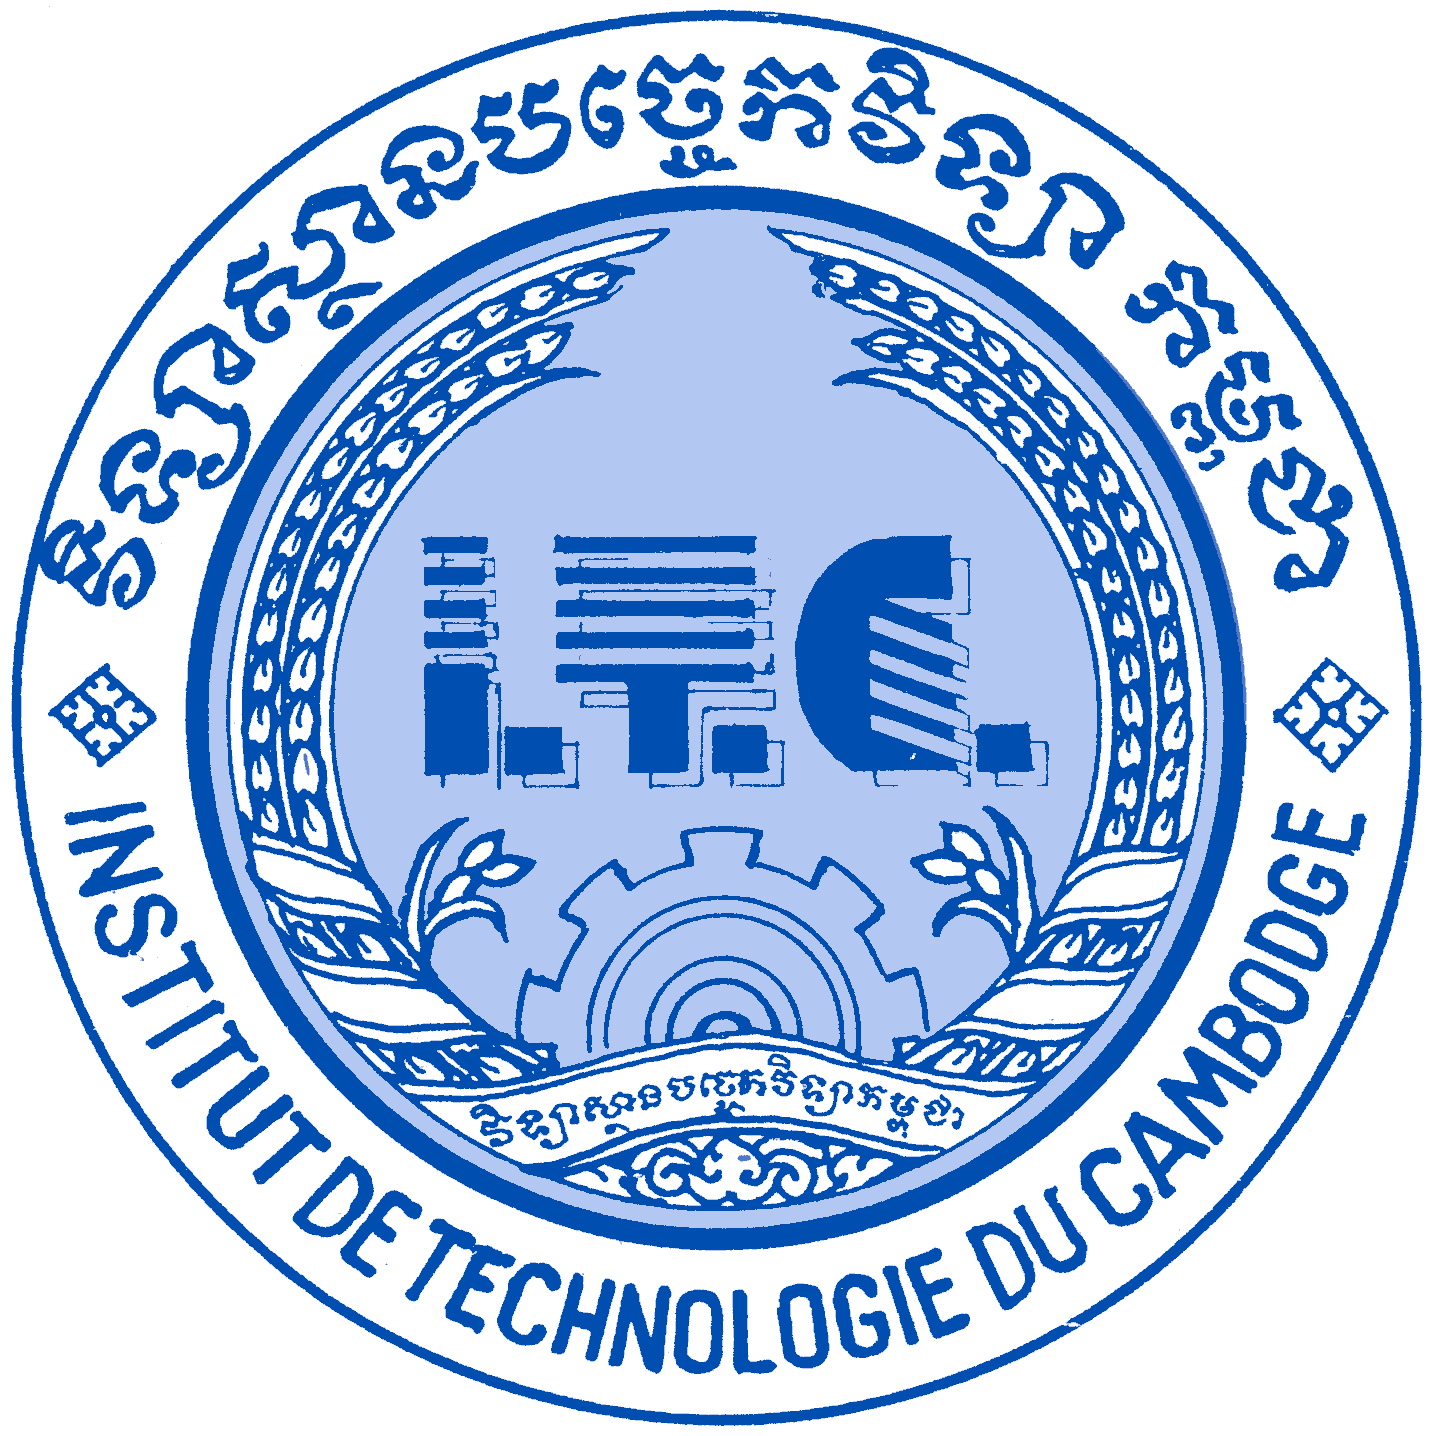 វិទ្យាស្ថានបច្ចេកវិទ្យា កម្ពុជា
I.T.C.
វិទ្យាស្ថានបច្ចេកវិទ្យាកម្ពុជា
INSTITUT DE TECHNOLOGIE DU CAMBODGE